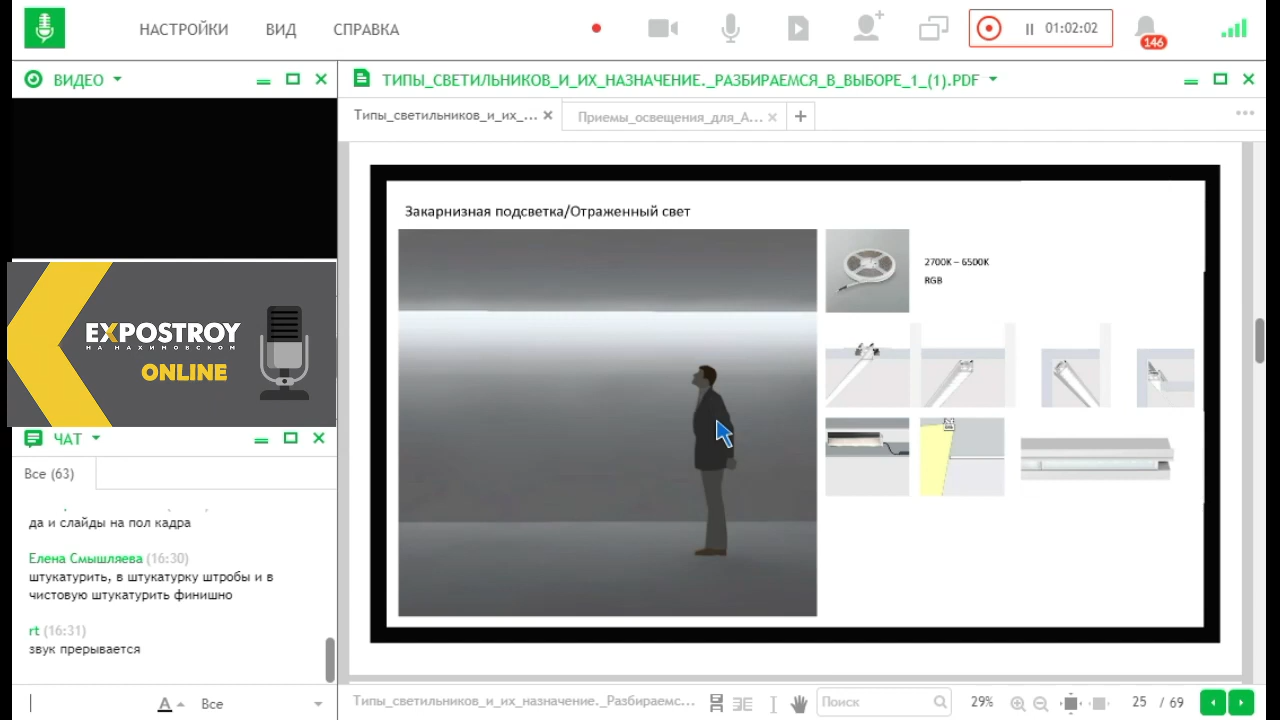 НАСТРОЙКИ ВИД СПРАВКА 01:02:02 146
ВИДЕО
ТИПЫ_СВЕТИЛЬНИКОВ_И_ИХ_НАЗНАЧЕНИЕ._РАЗБИРАЕМСЯ_В_ВЫБОРЕ_1_(1).PDF
Типы_светильников_и_их_... Приемы_освещения_для_А...
Закарнизная подсветка/Отраженный свет
2700K – 6500K
RGB
EXPOSTROY
НА НАХИМОВСКОМ
ONLINE
ЧАТ
Все (63)
да и слайды на пол кадра
Елена Смышляева (16:30)
штукатурить, в штукатурку штробы и в
чистовую штукатурить финишно
rt (16:31)
звук прерывается
A Все
Типы_светильников_и_их_назначение._Разбираемс... Поиск 29% 25 / 69